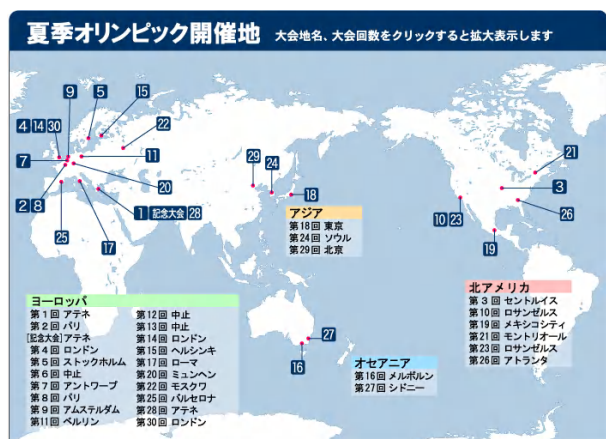 夏季オリンピック開催地
大会地名、大会回数をクリックすると拡大表示します
9 5 15
4 14 30
22
7
11
20
2 8
1 記念大会 28
25
17
29
24
18
21
3
10 23
26
19
アジア
第18回 東京
第24回 ソウル
第29回 北京
ヨーロッパ
第1回 アテネ
第2回 パリ
[記念大会] アテネ
第4回 ロンドン
第5回 ストックホルム
第6回 中止
第7回 アントワープ
第8回 パリ
第9回 アムステルダム
第11回 ベルリン
第12回 中止
第13回 中止
第14回 ロンドン
第15回 ヘルシンキ
第17回 ローマ
第20回 ミュンヘン
第22回 モスクワ
第25回 バルセロナ
第28回 アテネ
第30回 ロンドン
27
16
オセアニア
第16回 メルボルン
第27回 シドニー
北アメリカ
第3回 セントルイス
第10回 ロサンゼルス
第19回 メキシコシティ
第21回 モントリオール
第23回 ロサンゼルス
第26回 アトランタ